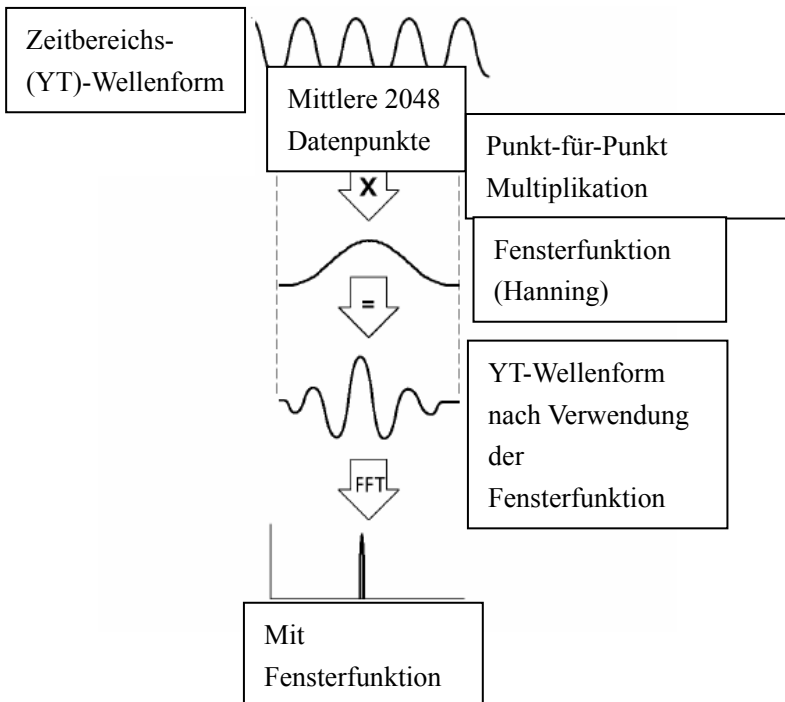 Zeitbereichs-
(YT)-Wellenform
Mittlere 2048
Datenpunkte
Punkt-für-Punkt
Multiplikation
X
Fensterfunktion
(Hanning)
=
YT-Wellenform
nach Verwendung
der
Fensterfunktion
FFT
Mit
Fensterfunktion